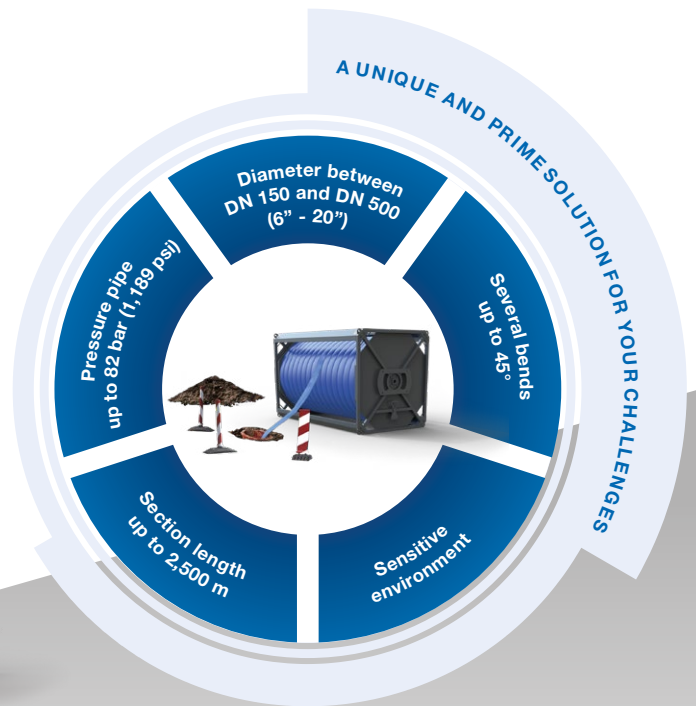 A UNIQUE AND PRIME SOLUTION FOR YOUR CHALLENGES
Diameter between
DN 150 and DN 500
(6” - 20”)
Several bends
up to 45°
Sensitive
environment
Section length
up to 2,500 m
Pressure pipe
up to 82 bar (1,189 psi)